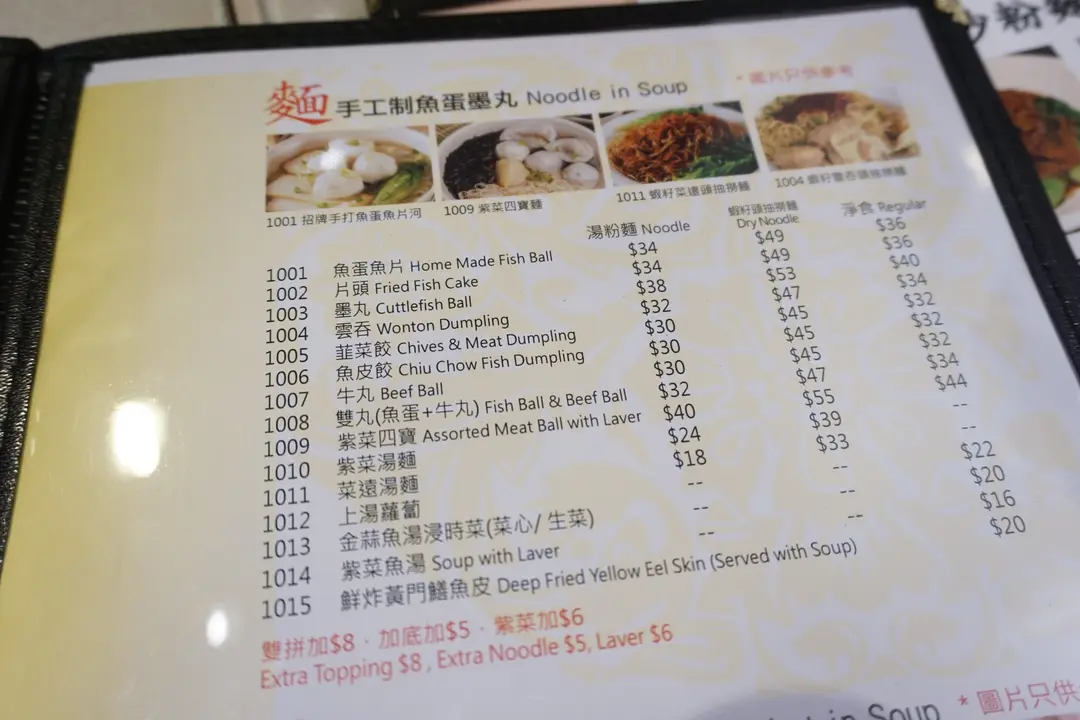 麵 手工制魚蛋墨丸 Noodle in Soup
*圖片只供參考
1001 招牌手打魚蛋魚片河
1009 紫菜四寶麵
1011 蝦籽菜遠頭抽撈麵
1004 蝦籽雲吞頭抽撈麵
湯粉麵 Noodle 蝦籽頭抽撈麵 Dry Noodle 淨食 Regular
1001 魚蛋魚片 Home Made Fish Ball $34 $49 $36
1002 片頭 Fried Fish Cake $34 $49 $36
1003 墨丸 Cuttlefish Ball $38 $53 $40
1004 雲吞 Wonton Dumpling $32 $47 $34
1005 韮菜餃 Chives & Meat Dumpling $30 $45 $32
1006 魚皮餃 Chiu Chow Fish Dumpling $30 $45 $32
1007 牛丸 Beef Ball $30 $45 $32
1008 雙丸(魚蛋+牛丸) Fish Ball & Beef Ball $32 $47 $34
1009 紫菜四寶 Assorted Meat Ball with Laver $40 $55 $44
1010 紫菜湯麵 $24 $39 --
1011 菜遠湯麵 $18 $33 --
1012 上湯蘿蔔 -- -- $22
1013 金蒜魚湯浸時菜(菜心/ 生菜) -- -- $20
1014 紫菜魚湯 Soup with Laver -- -- $16
1015 鮮炸黃門鱔魚皮 Deep Fried Yellow Eel Skin (Served with Soup) $20
雙拼加$8 · 加底加$5 · 紫菜加$6
Extra Topping $8 , Extra Noodle $5, Laver $6
in Soup
* 圖片只供